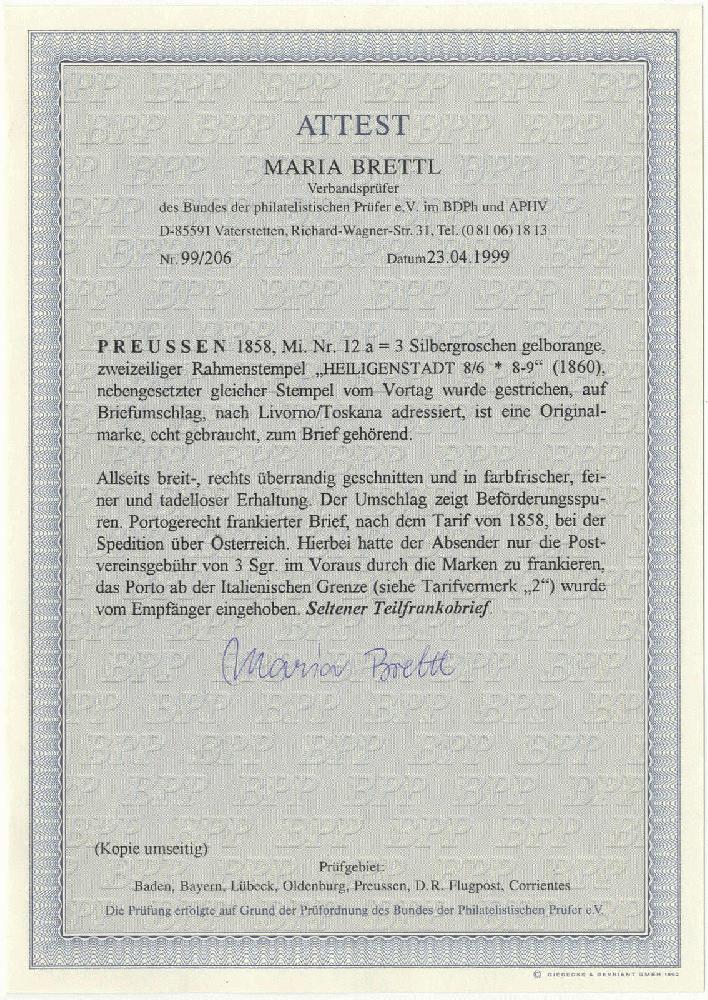 ATTEST
MARIA BRETTL
Verbandsprüfer
des Bundes der philatelistischen Prüfer e.V. im BDPh und APHV
D-85591 Vaterstetten, Richard-Wagner-Str. 31, Tel. (0 81 06) 18 13
Nr. 99/206 Datum 23.04.1999
PREUSSEN 1858, Mi. Nr. 12 a = 3 Silbergroschen gelborange,
zweizeiliger Rahmenstempel „HEILIGENSTADT 8/6 * 8-9“ (1860),
nebengesetzter gleicher Stempel vom Vortag wurde gestrichen, auf
Briefumschlag, nach Livorno/Toskana adressiert, ist eine Original-
marke, echt gebraucht, zum Brief gehörend.
Allseits breit-, rechts überrandig geschnitten und in farbfrischer, fei-
ner und tadelloser Erhaltung. Der Umschlag zeigt Beförderungsspu-
ren. Portogerecht frankierter Brief, nach dem Tarif von 1858, bei der
Spedition über Österreich. Hierbei hatte der Absender nur die Post-
vereinsgebühr von 3 Sgr. im Voraus durch die Marken zu frankieren,
das Porto ab der Italienischen Grenze (siehe Tarifvermerk „2“) wurde
vom Empfänger eingehoben. Seltener Teilfrankobrief.
Maria Brettl
(Kopie umseitig)
Prüfgebiet:
Baden, Bayern, Lübeck, Oldenburg, Preussen, D.R. Flugpost, Corrientes
Die Prüfung erfolgte auf Grund der Prüfordnung des Bundes der Philatelistischen Prüfer e.V.
© GIESECKE & DEVRIENT GMBH